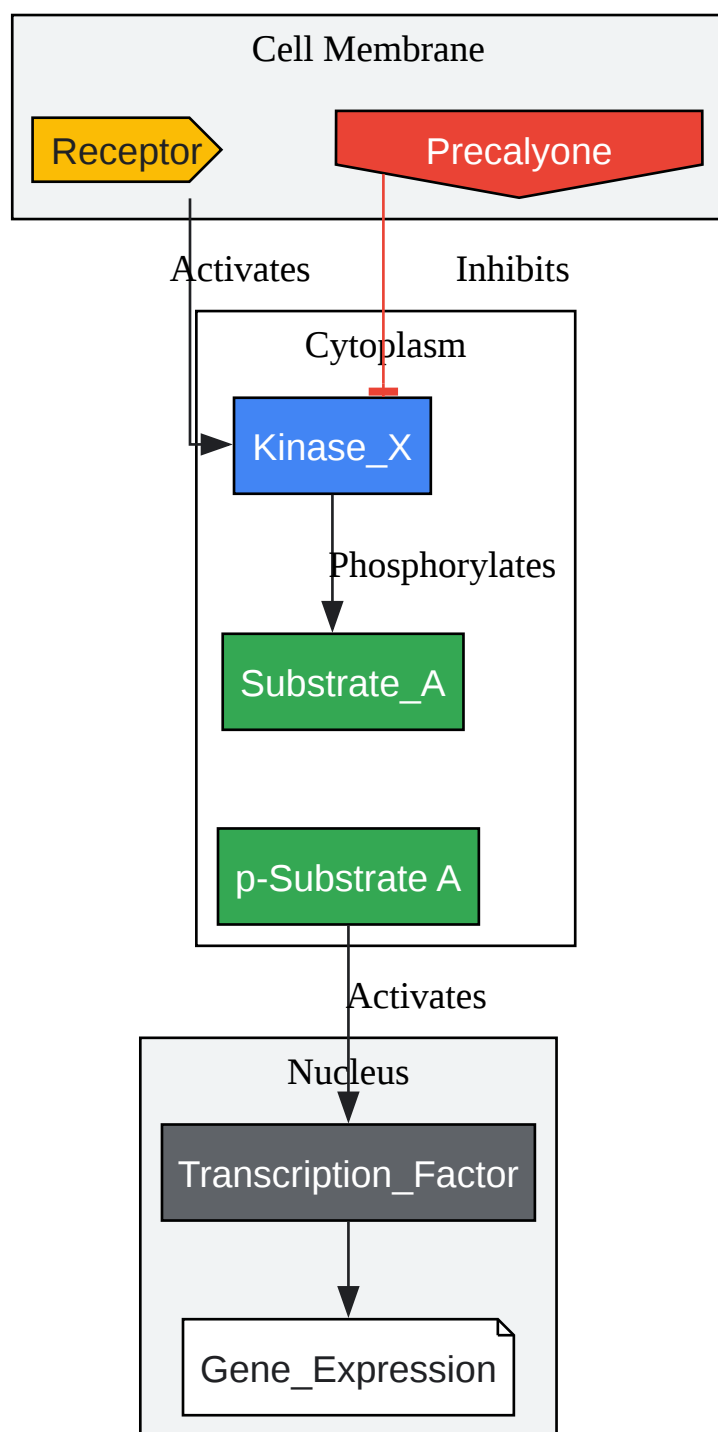 Cell Membrane
Receptor
Precalyone
Activates
Inhibits
Cytoplasm
Kinase_X
Phosphorylates
Substrate_A
p-Substrate A
Activates
Nucleus
Transcription_Factor
Gene_Expression